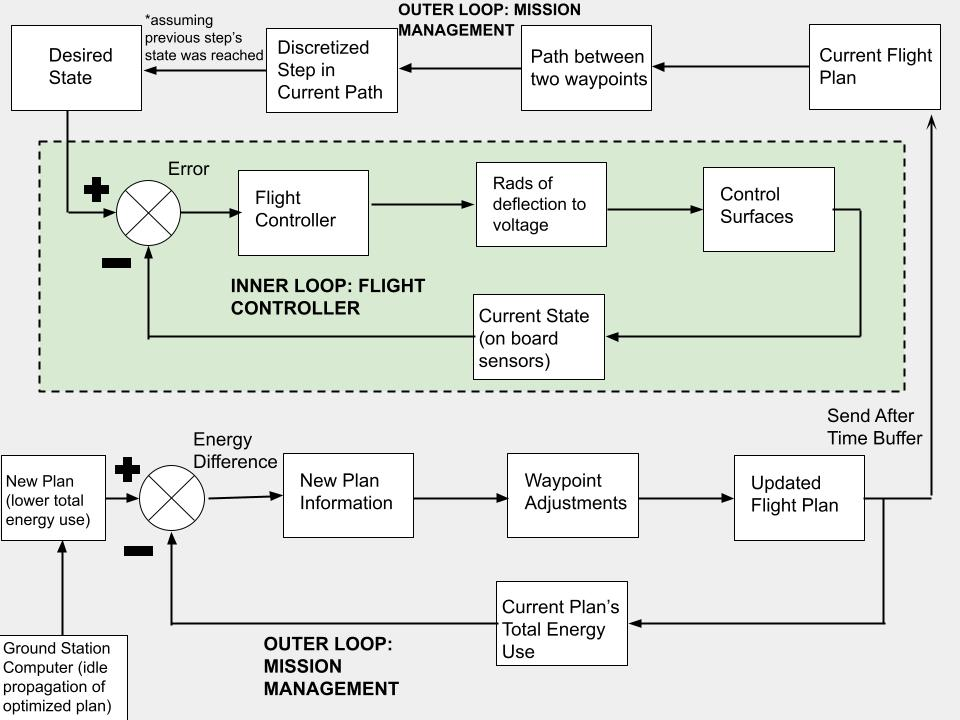 OUTER LOOP: MISSION
MANAGEMENT
*assuming
previous step's
state was reached
Desired
State
Discretized
Step in
Current Path
Path between
two waypoints
Current Flight
Plan
Error
Flight
Controller
Rads of
deflection to
voltage
Control
Surfaces
INNER LOOP: FLIGHT
CONTROLLER
Current State
(on board
sensors)
Send After
Time Buffer
Energy
Difference
New Plan
(lower total
energy use)
New Plan
Information
Waypoint
Adjustments
Updated
Flight Plan
Current Plan's
Total Energy
Use
OUTER LOOP:
MISSION
MANAGEMENT
Ground Station
Computer (idle
propagation of
optimized plan)